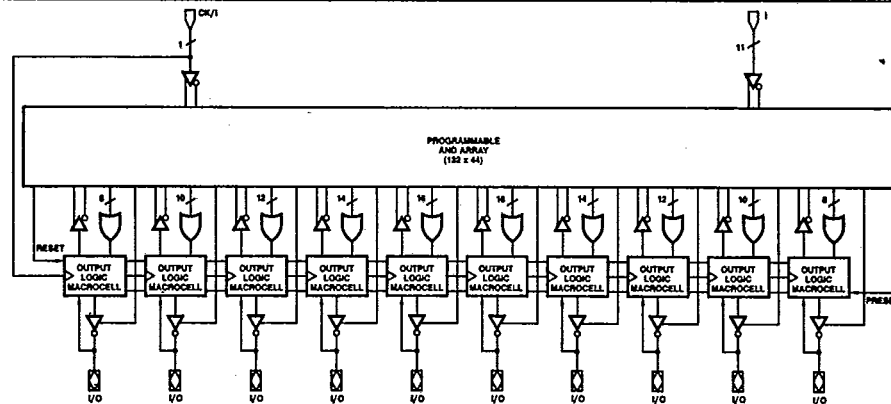 CK/I
I
1
11
PROGRAMMABLE
AND ARRAY
(132 x 44)
8 10 12 14 16 16 14 12 10 8
RESET
OUTPUT LOGIC MACROCELL
OUTPUT LOGIC MACROCELL
OUTPUT LOGIC MACROCELL
OUTPUT LOGIC MACROCELL
OUTPUT LOGIC MACROCELL
OUTPUT LOGIC MACROCELL
OUTPUT LOGIC MACROCELL
OUTPUT LOGIC MACROCELL
OUTPUT LOGIC MACROCELL
OUTPUT LOGIC MACROCELL
PRESE
I/O I/O I/O I/O I/O I/O I/O I/O I/O I/O